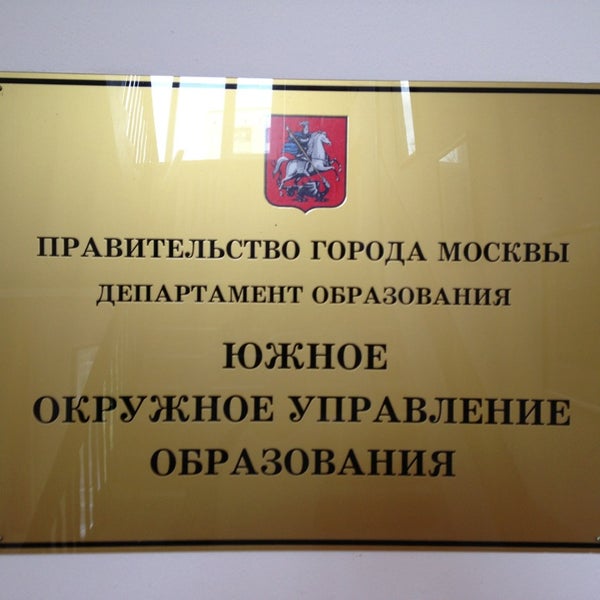 ПРАВИТЕЛЬСТВО ГОРОДА МОСКВЫ
ДЕПАРТАМЕНТ ОБРАЗОВАНИЯ
ЮЖНОЕ
ОКРУЖНОЕ УПРАВЛЕНИЕ
ОБРАЗОВАНИЯ